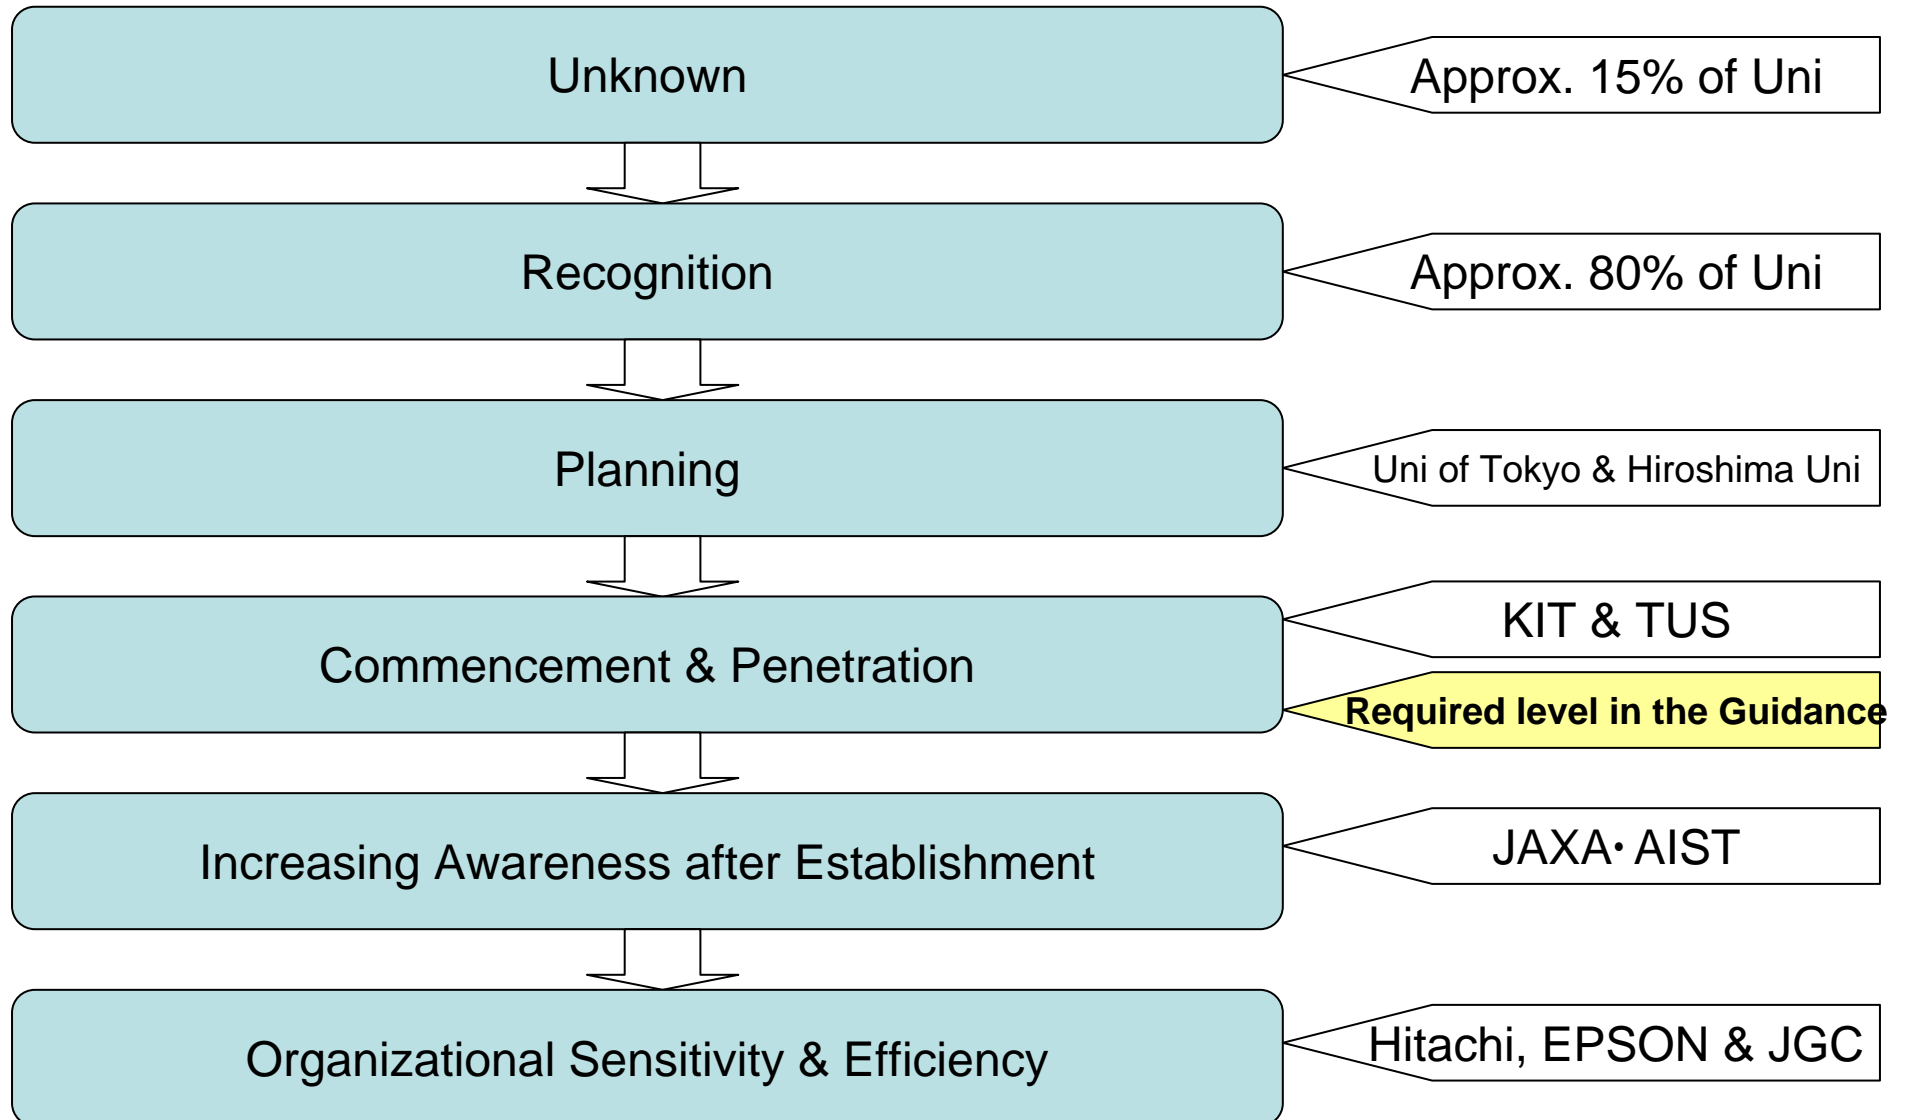 Unknown
Approx. 15% of Uni
Recognition
Approx. 80% of Uni
Planning
Uni of Tokyo & Hiroshima Uni
Commencement & Penetration
KIT & TUS
Required level in the Guidance
Increasing Awareness after Establishment
JAXA・AIST
Organizational Sensitivity & Efficiency
Hitachi, EPSON & JGC